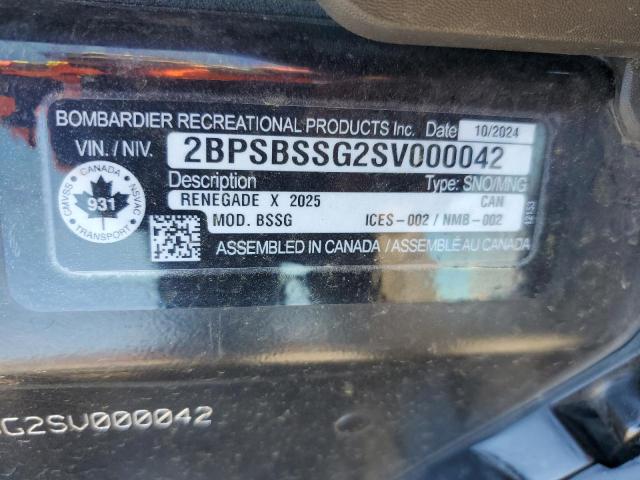 BOMBARDIER RECREATIONAL PRODUCTS Inc. Date 10/2024
VIN./NIV. 2BPSBSSG2SV000042
Description Type: SNO/MNG
RENEGADE X 2025 CAN
MOD. BSSG ICES-002 / NMB-002
ASSEMBLED IN CANADA / ASSEMBLÉ AU CANADA
CANADA
CMVSS
NSVAC
931
TRANSPORT
G2SV000042